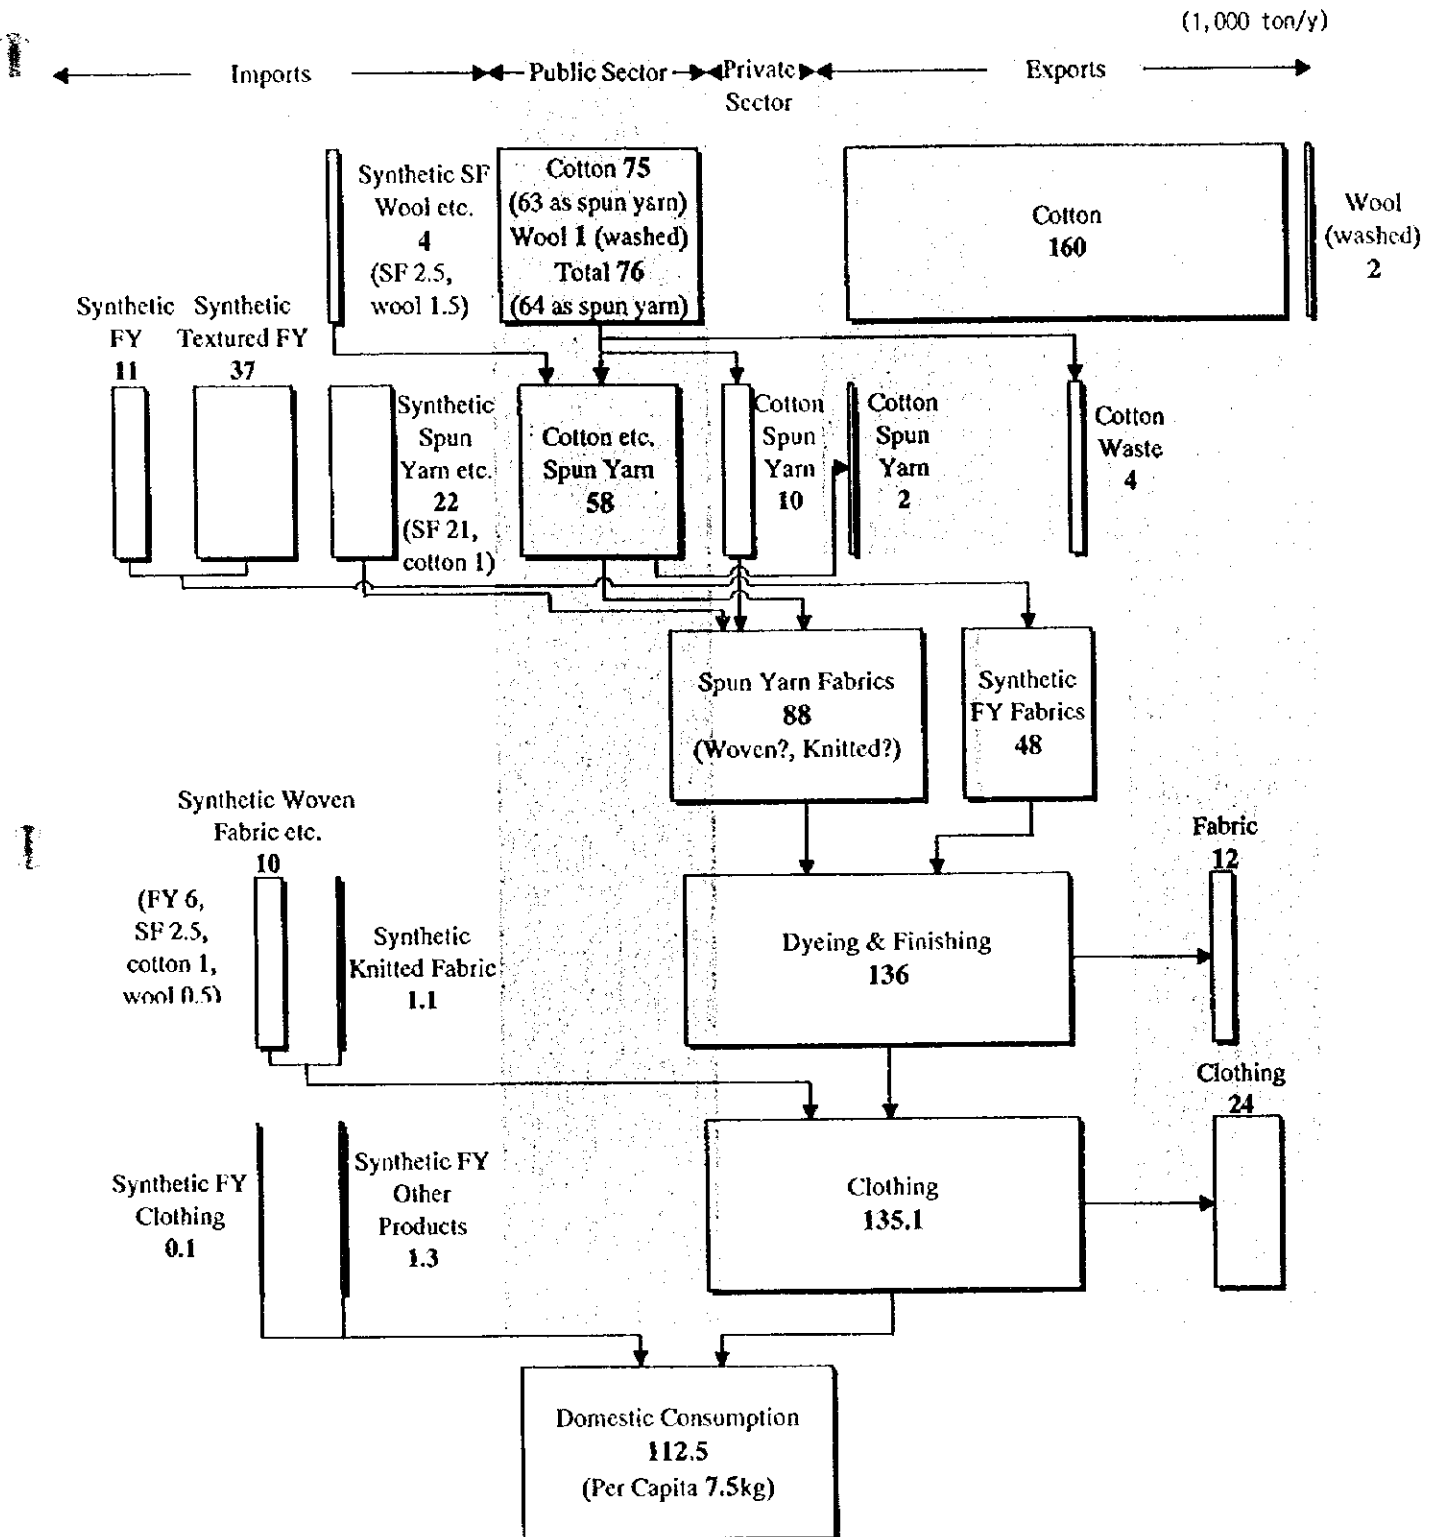 (1,000 ton/y)
Imports
Public Sector
Private
Sector
Exports
Synthetic SF
Wool etc.
4
(SF 2.5,
wool 1.5)
Cotton 75
(63 as spun yarn)
Wool 1 (washed)
Total 76
(64 as spun yarn)
Cotton
160
Wool
(washed)
2
Synthetic
FY
11
Synthetic
Textured FY
37
Synthetic
Spun
Yarn etc.
22
(SF 21,
cotton 1)
Cotton etc.
Spun Yarn
58
Cotton
Spun
Yarn
10
Cotton
Spun
Yarn
2
Cotton
Waste
4
Spun Yarn Fabrics
88
(Woven?, Knitted?)
Synthetic
FY Fabrics
48
Synthetic Woven
Fabric etc.
10
(FY 6,
SF 2.5,
cotton 1,
wool 0.5)
Synthetic
Knitted Fabric
1.1
Dyeing & Finishing
136
Fabric
12
Clothing
24
Synthetic FY
Clothing
0.1
Synthetic FY
Other
Products
1.3
Clothing
135.1
Domestic Consumption
112.5
(Per Capita 7.5kg)